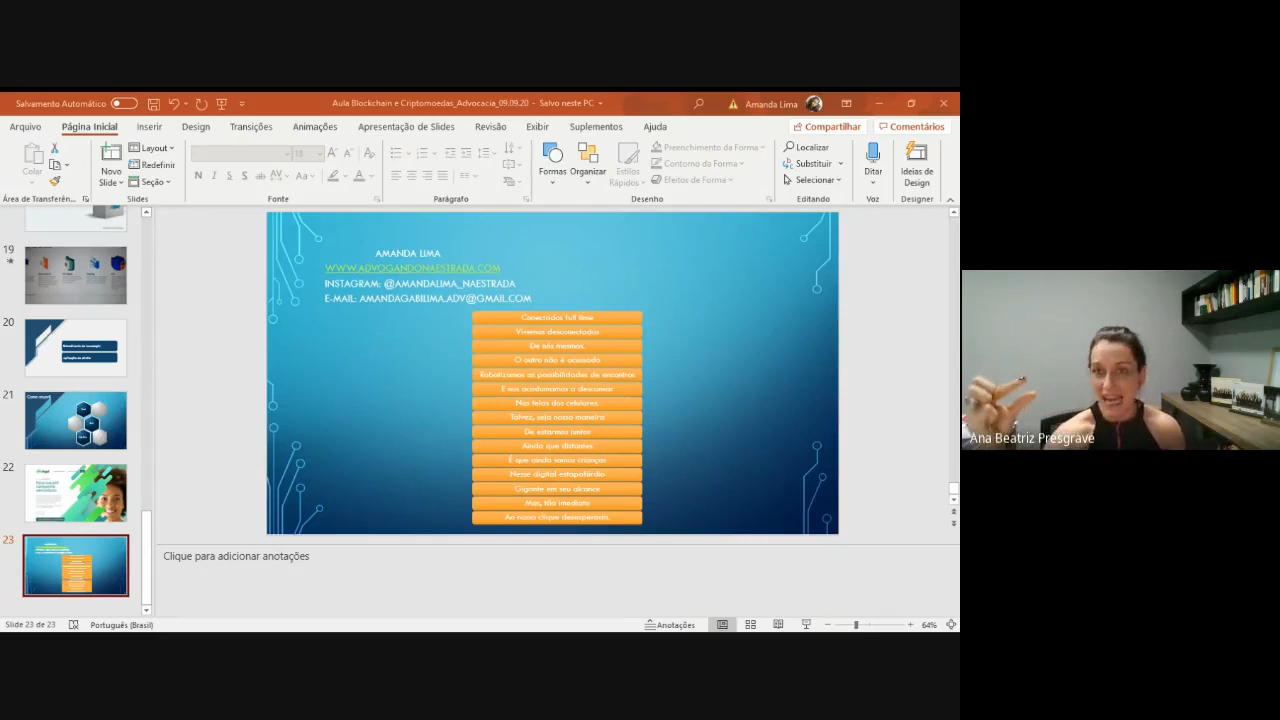 Salvamento Automático
Aula Blockchain e Criptomoedas_Advocacia_09.09.20 - Salvo neste PC
Amanda Lima
Arquivo Página Inicial Inserir Design Transições Animações Apresentação de Slides Revisão Exibir Suplementos Ajuda Compartilhar Comentários
Colar
Novo Slide
Layout
Redefinir
Seção
18
N I S S ab AV Aa A
Formas
Organizar
Estilos Rápidos
Preenchimento da Forma
Contorno da Forma
Efeitos de Forma
Localizar
Substituir
Selecionar
Ditar
Ideias de Design
Área de Transferên... Slides Fonte Parágrafo Desenho Editando Voz Designer
19
20
21
22
23
AMANDA LIMA
WWW.ADVOGANDONAESTRADA.COM
INSTAGRAM: @AMANDALIMA_NAESTRADA
E-MAIL: AMANDAGABILIMA.ADV@GMAIL.COM
Conectados full time
Vivemos desconectados
De nós mesmos.
O outro não é acessado
Robotizamos as possibilidades de encontros
E nos acostumamos a descansar
Nas telas dos celulares.
Talvez, seja nossa maneira
De estarmos juntos
Ainda que distantes
É que ainda somos crianças
Nesse digital estapafúrdio
Gigante em seu alcance
Mas, tão imediato
Ao nosso clique desesperado.
Clique para adicionar anotações
Slide 23 de 23 Português (Brasil) Anotações 64%
Ana Beatriz Presgrave